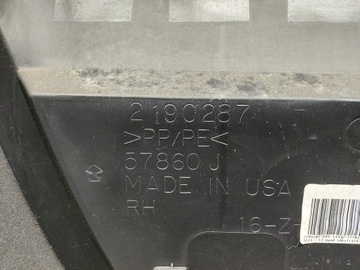 2190287
>PP/PE<
57860 J
MADE IN USA
RH
16-Z-